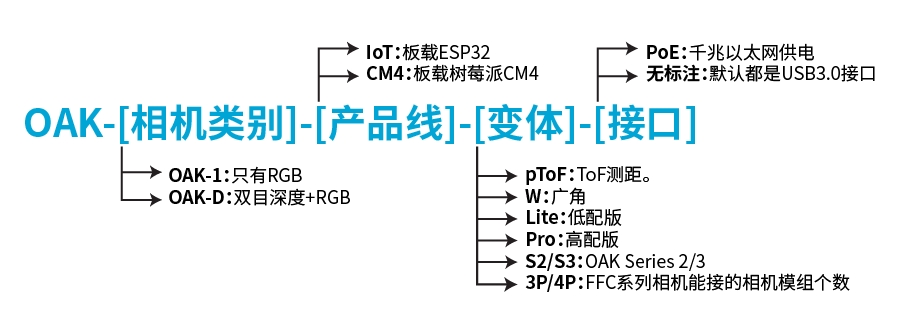 IoT：板载ESP32
CM4：板载树莓派CM4
PoE：千兆以太网供电
无标注：默认都是USB3.0接口
OAK-[相机类别]-[产品线]-[变体]-[接口]
OAK-1：只有RGB
OAK-D：双目深度+RGB
pToF：ToF测距。
W：广角
Lite：低配版
Pro：高配版
S2/S3：OAK Series 2/3
3P/4P：FFC系列相机能接的相机模组个数